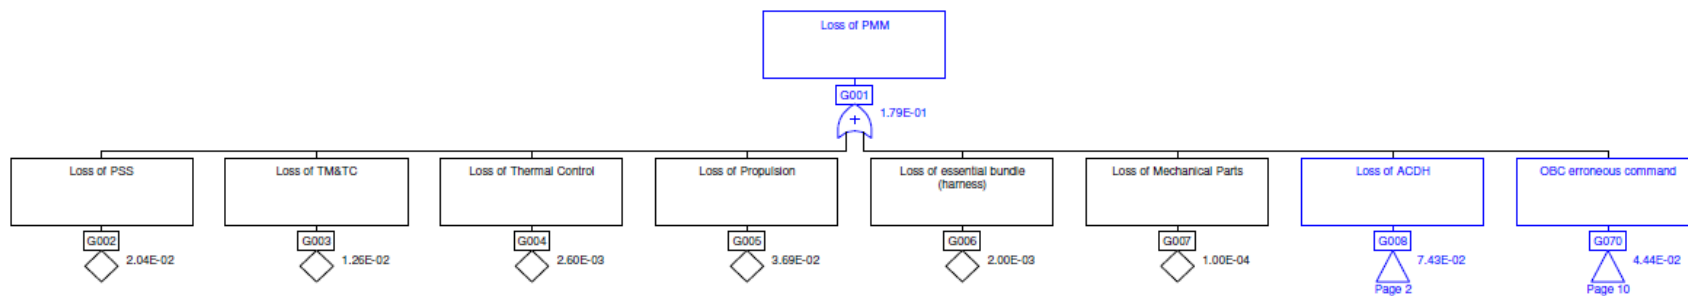 Loss of PMM
G001
+
1.79E-01
Loss of PSS
Loss of TM&TC
Loss of Thermal Control
Loss of Propulsion
Loss of essential bundle
(harness)
Loss of Mechanical Parts
Loss of ACDH
OBC erroneous command
G002
G003
G004
G005
G006
G007
G008
G070
2.04E-02
1.26E-02
2.60E-03
3.69E-02
2.00E-03
1.00E-04
7.43E-02
4.44E-02
Page 2
Page 10